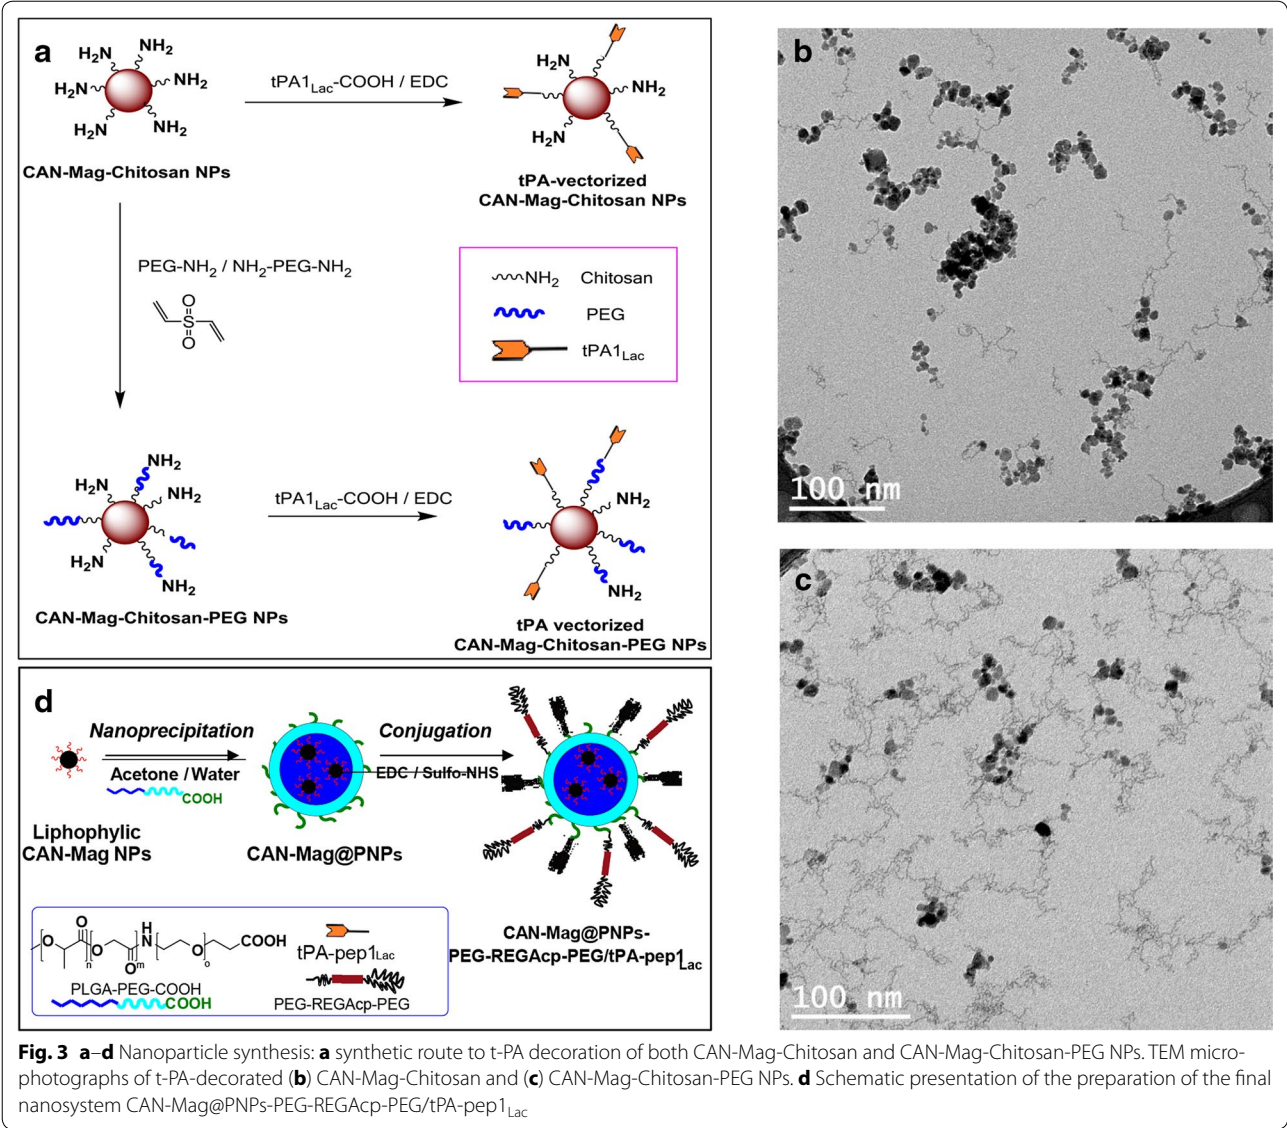 a
H₂N
NH₂
H₂N
NH₂
H₂N
NH₂
CAN-Mag-Chitosan NPs
tPA1Lac-COOH / EDC
H₂N
NH₂
H₂N
tPA-vectorized
CAN-Mag-Chitosan NPs
PEG-NH₂ / NH₂-PEG-NH₂
O
S
O
NH₂ Chitosan
PEG
tPA1Lac
NH₂
H₂N
NH₂
H₂N
NH₂
CAN-Mag-Chitosan-PEG NPs
tPA1Lac-COOH / EDC
NH₂
NH₂
tPA vectorized
CAN-Mag-Chitosan-PEG NPs
b
100 nm
c
100 nm
d
Nanoprecipitation
Acetone / Water
COOH
Liphophylic
CAN-Mag NPs
CAN-Mag@PNPs
Conjugation
EDC / Sulfo-NHS
CAN-Mag@PNPs-
PEG-REGAcp-PEG/tPA-pep1Lac
O O n O O m H N O o COOH
PLGA-PEG-COOH
COOH
tPA-pep1Lac
PEG-REGAcp-PEG
Fig. 3 a–d Nanoparticle synthesis: a synthetic route to t-PA decoration of both CAN-Mag-Chitosan and CAN-Mag-Chitosan-PEG NPs. TEM micro-
photographs of t-PA-decorated (b) CAN-Mag-Chitosan and (c) CAN-Mag-Chitosan-PEG NPs. d Schematic presentation of the preparation of the final
nanosystem CAN-Mag@PNPs-PEG-REGAcp-PEG/tPA-pep1Lac